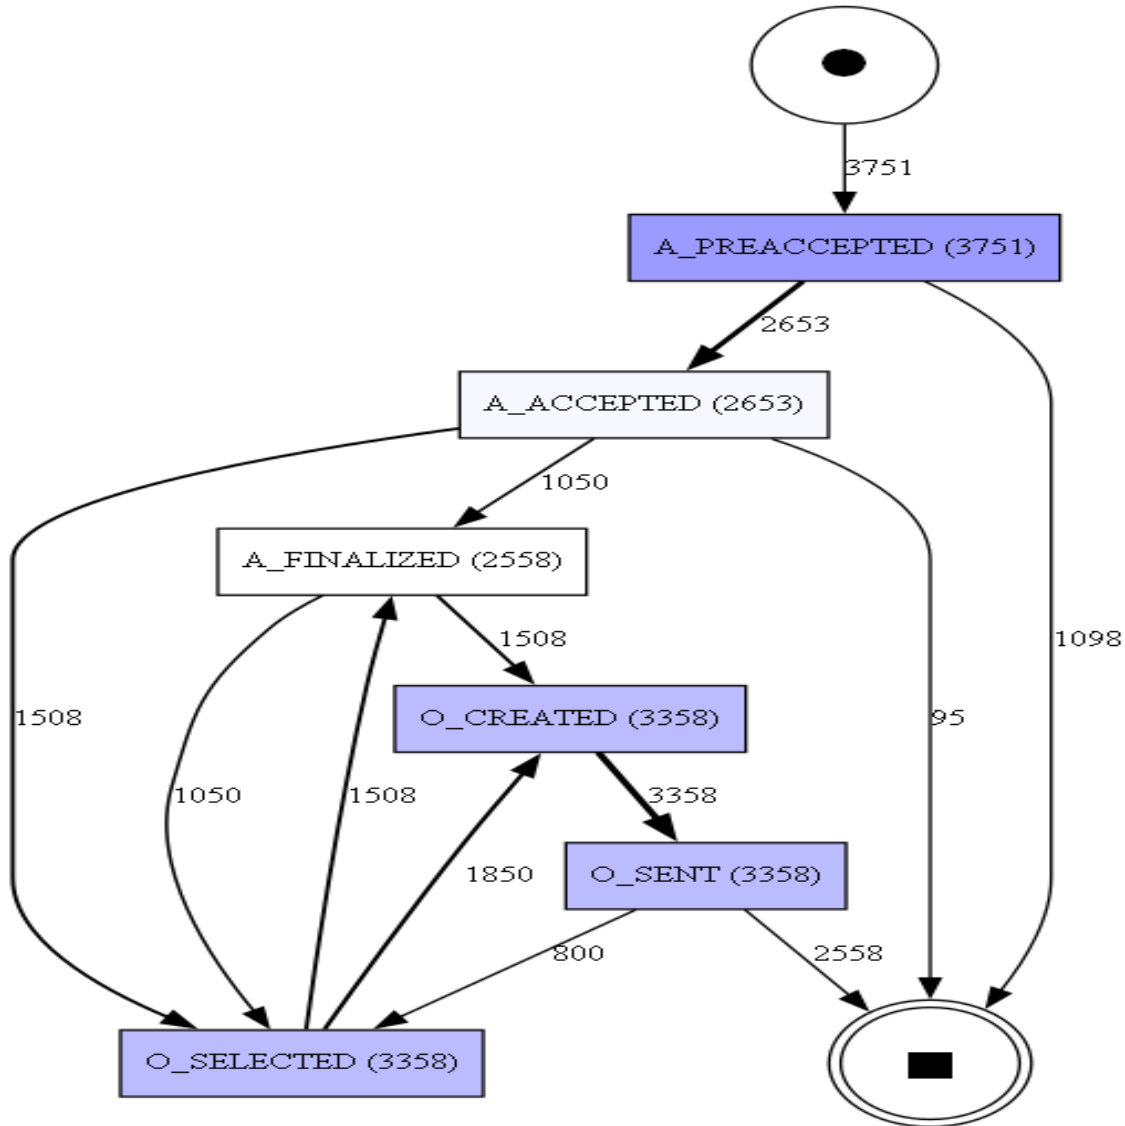 3751
A_PREACCEPTED (3751)
2653
A_ACCEPTED (2653)
1050
A_FINALIZED (2558)
1508
1098
1508
O_CREATED (3358)
95
1050
1508
3358
1850
O_SENT (3358)
800
2558
O_SELECTED (3358)